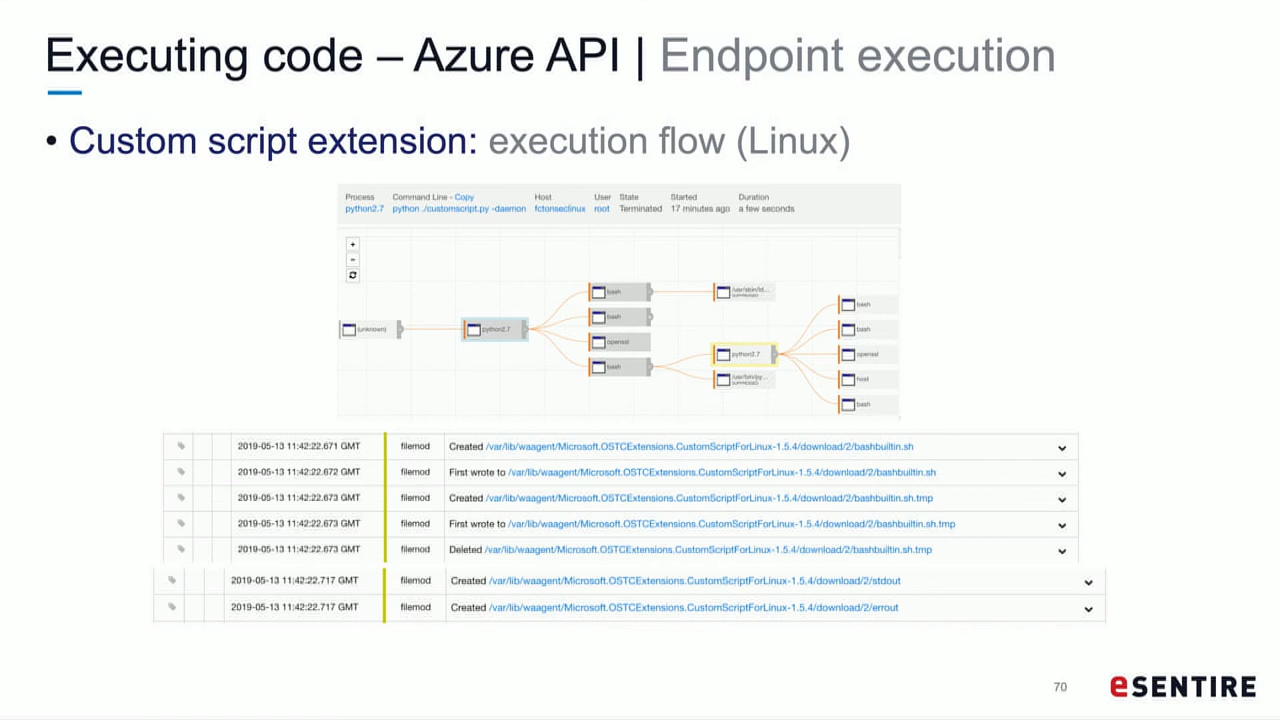 Executing code – Azure API | Endpoint execution
• Custom script extension: execution flow (Linux)
Process Command Line - Copy Host User State Started Duration
python2.7 python ./customscript.py -daemon fctonseclinux root Terminated 17 minutes ago a few seconds
+
-
bash
bash
(unknown)
python2.7
openssl
bash
python2.7
bash
bash
openssl
host
bash
2019-05-13 11:42:22.671 GMT filemod Created /var/lib/waagent/Microsoft.OSTCExtensions.CustomScriptForLinux-1.5.4/download/2/bashbuiltin.sh
2019-05-13 11:42:22.672 GMT filemod First wrote to /var/lib/waagent/Microsoft.OSTCExtensions.CustomScriptForLinux-1.5.4/download/2/bashbuiltin.sh
2019-05-13 11:42:22.673 GMT filemod Created /var/lib/waagent/Microsoft.OSTCExtensions.CustomScriptForLinux-1.5.4/download/2/bashbuiltin.sh.tmp
2019-05-13 11:42:22.673 GMT filemod First wrote to /var/lib/waagent/Microsoft.OSTCExtensions.CustomScriptForLinux-1.5.4/download/2/bashbuiltin.sh.tmp
2019-05-13 11:42:22.673 GMT filemod Deleted /var/lib/waagent/Microsoft.OSTCExtensions.CustomScriptForLinux-1.5.4/download/2/bashbuiltin.sh.tmp
2019-05-13 11:42:22.717 GMT filemod Created /var/lib/waagent/Microsoft.OSTCExtensions.CustomScriptForLinux-1.5.4/download/2/stdout
2019-05-13 11:42:22.717 GMT filemod Created /var/lib/waagent/Microsoft.OSTCExtensions.CustomScriptForLinux-1.5.4/download/2/errout
70
eSENTIRE